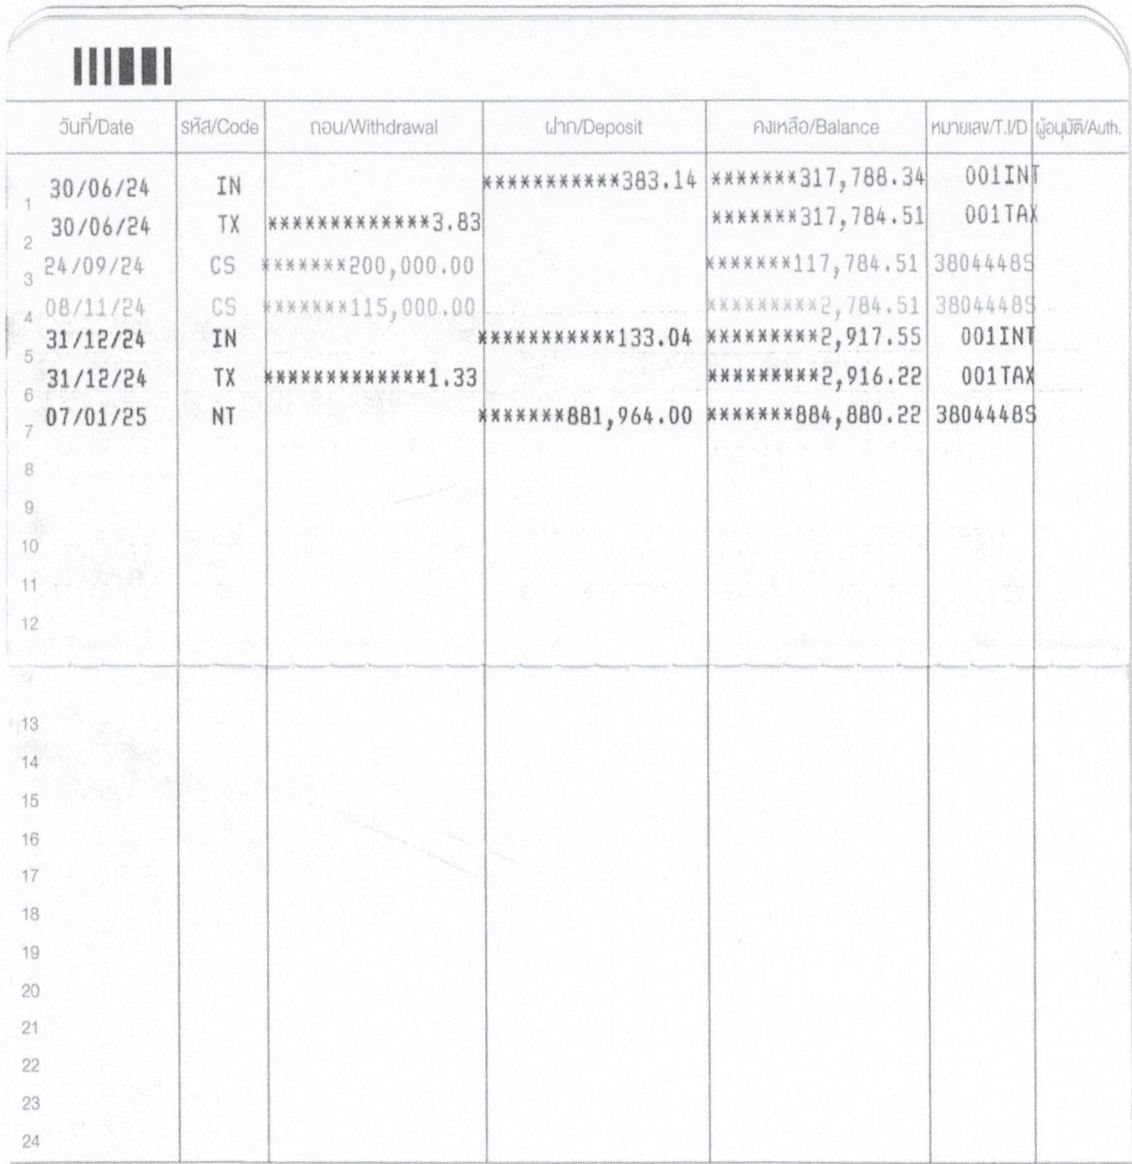 วันที่/Date รหัส/Code ถอน/Withdrawal ฝาก/Deposit คงเหลือ/Balance หมายเลข/T.I/D ผู้อนุมัติ/Auth.
1 30/06/24 IN ***********383.14 *******317,788.34 001INT
2 30/06/24 TX *************3.83 *******317,784.51 001TAX
3 24/09/24 CS *******200,000.00 *******117,784.51 3804448S
4 08/11/24 CS *******115,000.00 *********2,784.51 3804448S
5 31/12/24 IN ***********133.04 *********2,917.55 001INT
6 31/12/24 TX *************1.33 *********2,916.22 001TAX
7 07/01/25 NT *******881,964.00 *******884,880.22 3804448S
8
9
10
11
12
13
14
15
16
17
18
19
20
21
22
23
24